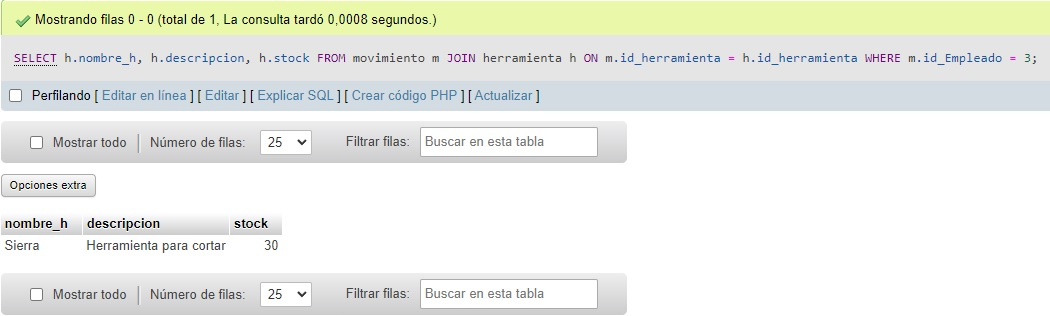 Mostrando filas 0 - 0 (total de 1, La consulta tardó 0,0008 segundos.)
SELECT h.nombre_h, h.descripcion, h.stock FROM movimiento m JOIN herramienta h ON m.id_herramienta = h.id_herramienta WHERE m.id_Empleado = 3;
Perfilando [ Editar en línea ] [ Editar ] [ Explicar SQL ] [ Crear código PHP ] [ Actualizar ]
Mostrar todo Número de filas: 25 Filtrar filas: Buscar en esta tabla
Opciones extra
nombre_h descripcion stock
Sierra Herramienta para cortar 30
Mostrar todo Número de filas: 25 Filtrar filas: Buscar en esta tabla